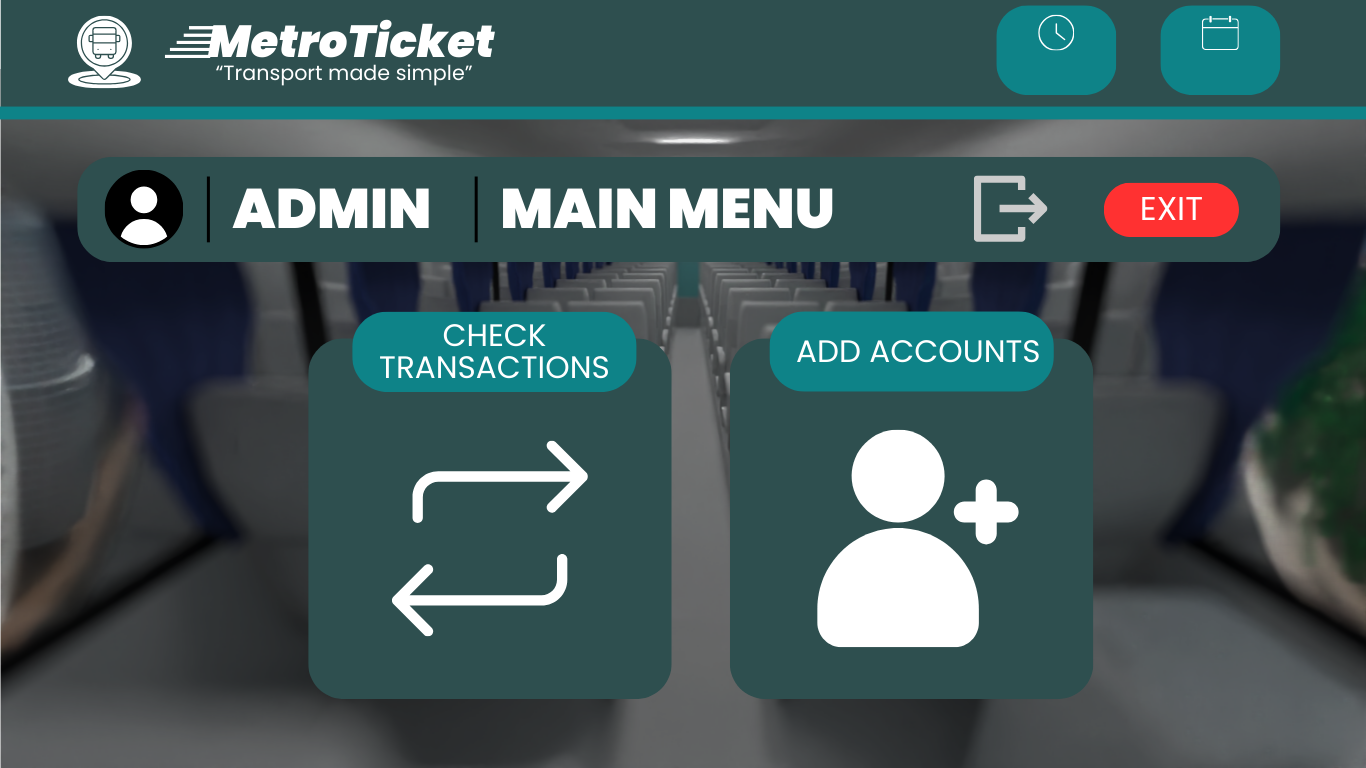 MetroTicket
“Transport made simple”
ADMIN
MAIN MENU
EXIT
CHECK
TRANSACTIONS
ADD ACCOUNTS